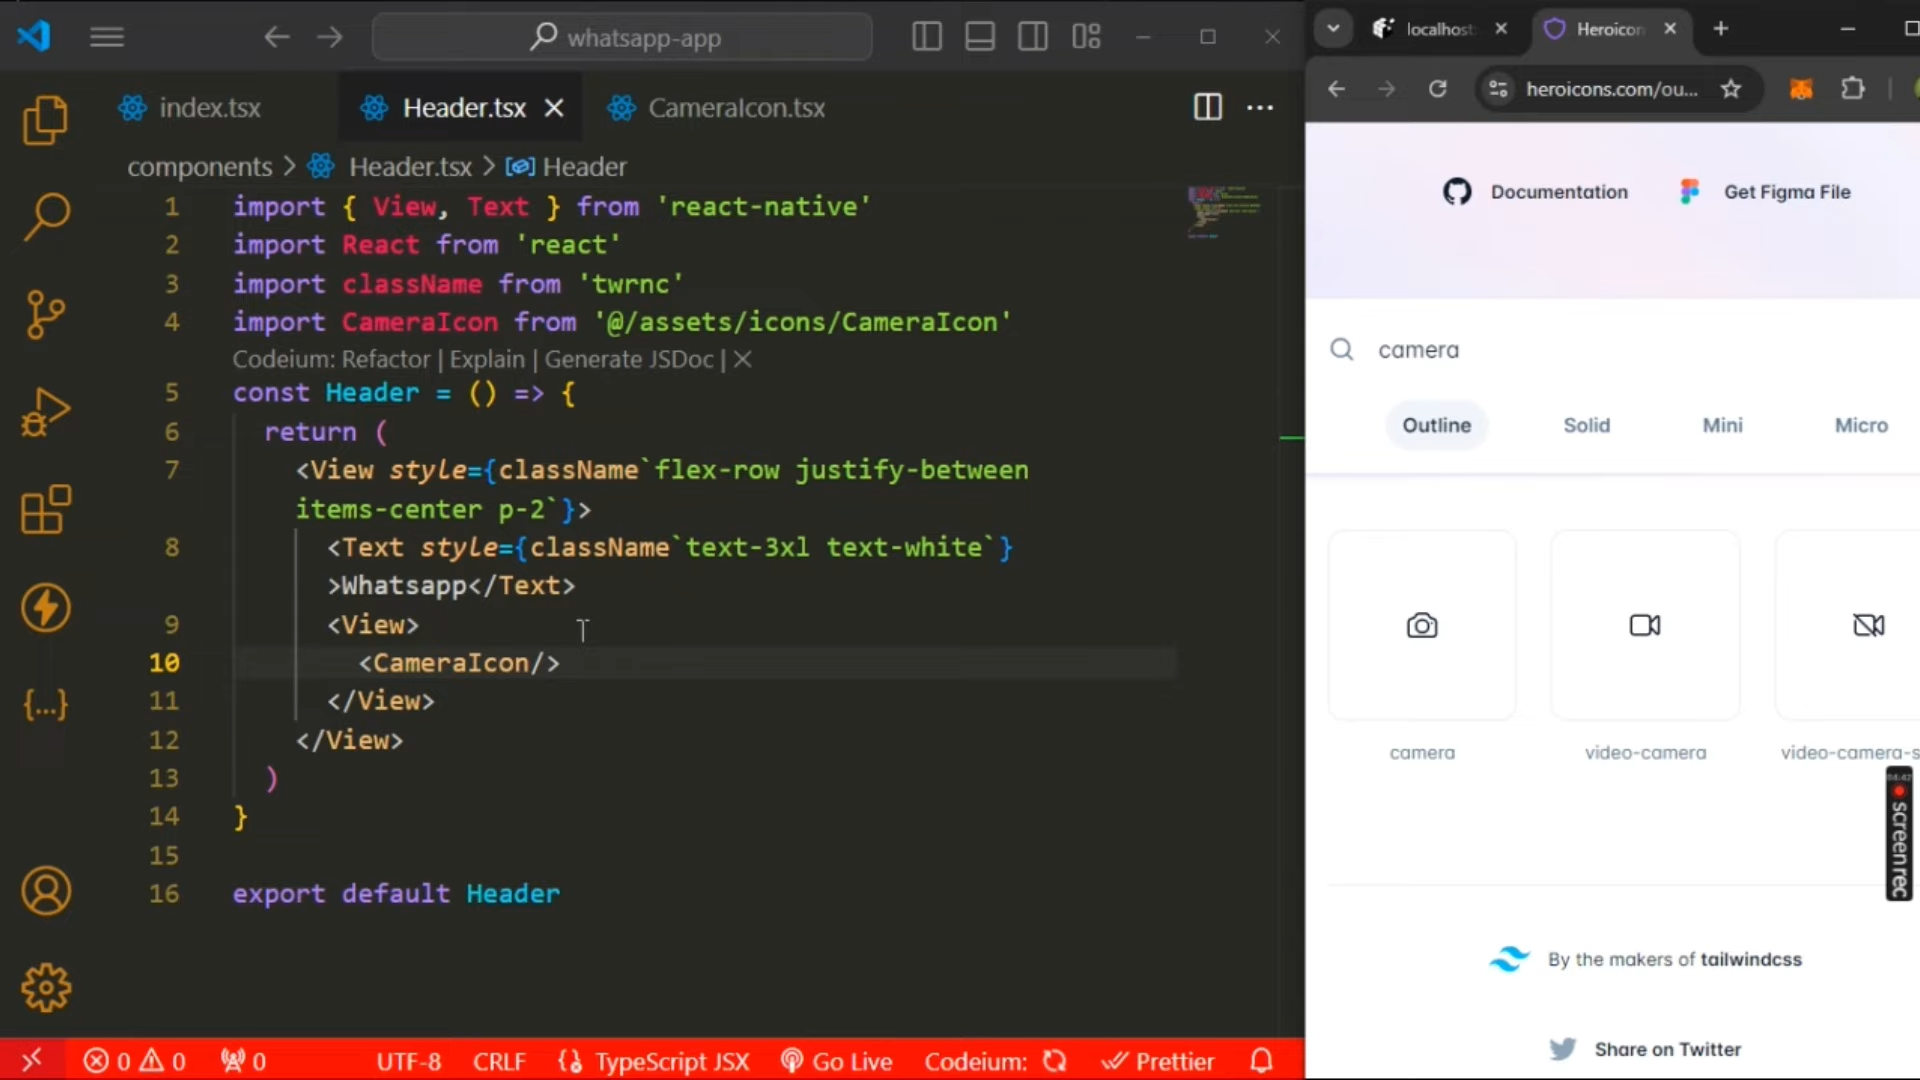 whatsapp-app
index.tsx
Header.tsx
CameraIcon.tsx
components > Header.tsx > Header
1 import { View, Text } from 'react-native'
2 import React from 'react'
3 import className from 'twrnc'
4 import CameraIcon from '@/assets/icons/CameraIcon'
Codeium: Refactor | Explain | Generate JSDoc | ×
5 const Header = () => {
6 return (
7 <View style={className`flex-row justify-between
items-center p-2`}>
8 <Text style={className`text-3xl text-white`}
>Whatsapp</Text>
9 <View>
10 <CameraIcon/>
11 </View>
12 </View>
13 )
14 }
15
16 export default Header
0 0 0 UTF-8 CRLF TypeScript JSX Go Live Codeium: Prettier
localhost:
Heroicon
heroicons.com/ou...
Documentation
Get Figma File
camera
Outline
Solid
Mini
Micro
camera
video-camera
video-camera-s
04:42
screenrec
By the makers of tailwindcss
Share on Twitter